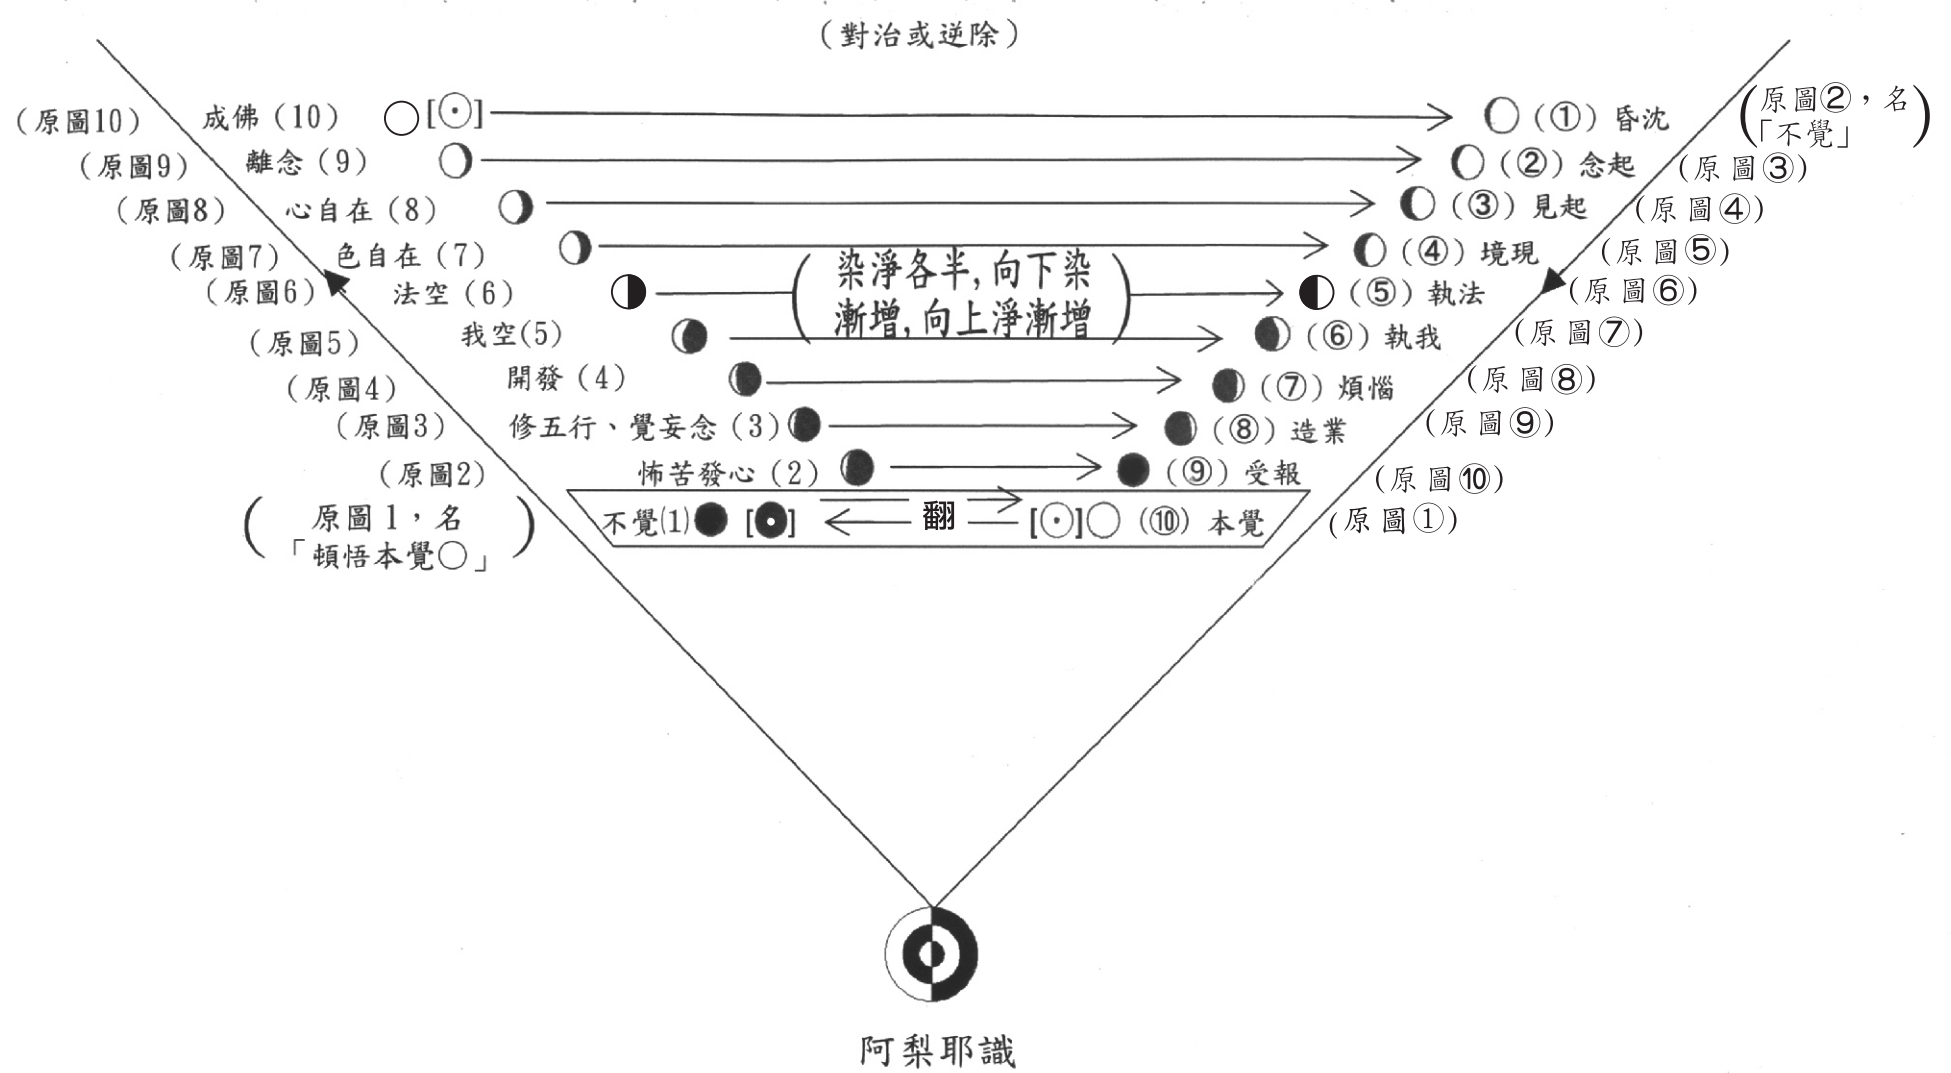 （對治或逆除）
（原圖10） 成佛（10） [ ] （①）昏沈 （原圖②，名
「不覺」）
（原圖9） 離念（9） （②）念起 （原圖③）
（原圖8） 心自在（8） （③）見起 （原圖④）
（原圖7） 色自在（7） （④）境現 （原圖⑤）
（染淨各半,向下染
漸增,向上淨漸增）
（原圖6） 法空（6） （⑤）執法 （原圖⑥）
（原圖5） 我空(5) （⑥）執我 （原圖⑦）
（原圖4） 開發（4） （⑦）煩惱 （原圖⑧）
（原圖3） 修五行、覺妄念（3） （⑧）造業 （原圖⑨）
（原圖2） 怖苦發心（2） （⑨）受報 （原圖⑩）
（原圖1，名
「頓悟本覺○」）
不覺⑴ [ ] 翻 [ ] （⑩）本覺 （原圖①）
阿梨耶識